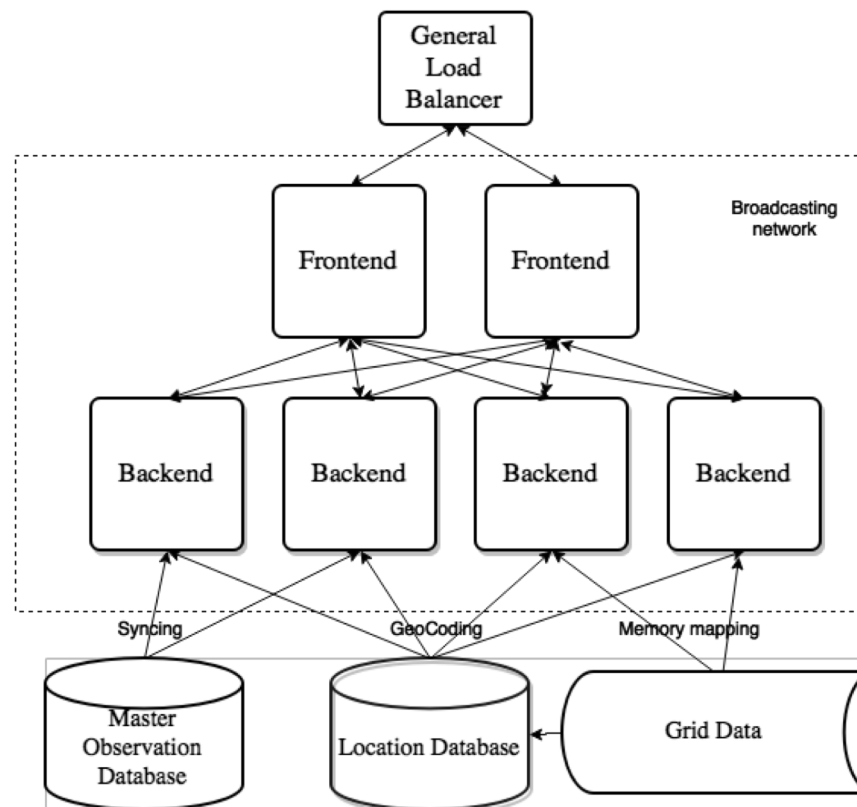 General
Load
Balancer
Broadcasting
network
Frontend
Frontend
Backend
Backend
Backend
Backend
Syncing
GeoCoding
Memory mapping
Master
Observation
Database
Location Database
Grid Data